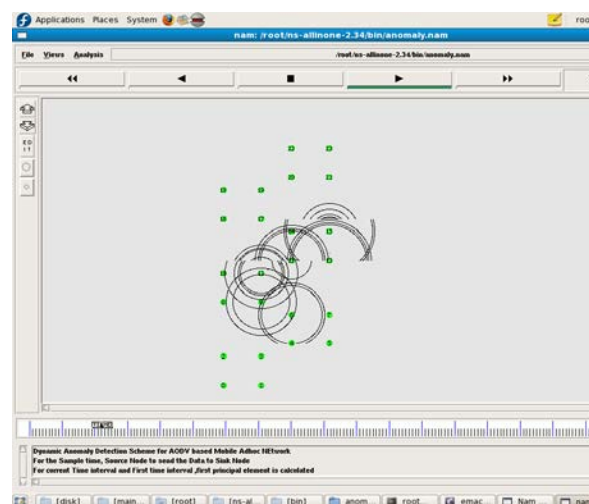 Applications Places System
nam: /root/ns-allinone-2.34/bin/anomaly.nam
File Views Analysis /root/ns-allinone-2.34/bin/anomaly.nam
Dynamic Anomaly Detection Scheme for AODV based Mobile Adhoc NEtwork
For the Sample time, Source Node to send the Data to Sink Node
For current Time interval and First time interval ,first principal element is calculated
[disk] [main... [root] [ns-al... [bin] anom... root... emac... Nam... nam